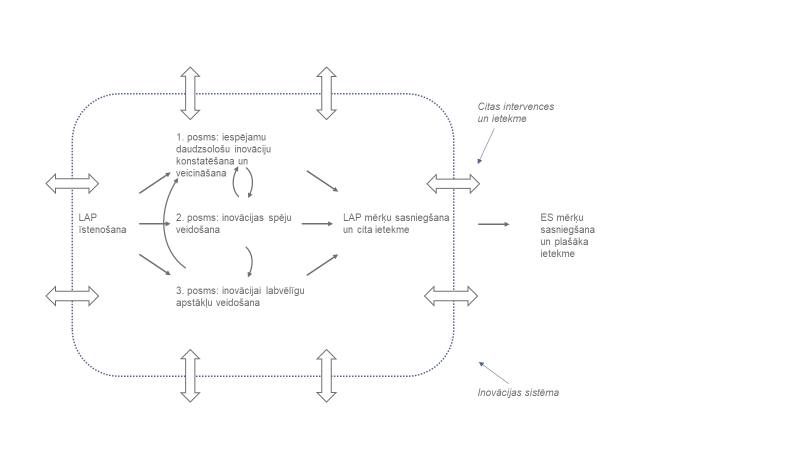 Citas intervences
un ietekme
1. posms: iespējamu
daudzsološu inovāciju
konstatēšana un
veicināšana
LAP
īstenošana
2. posms: inovācijas spēju
veidošana
LAP mērķu sasniegšana
un cita ietekme
ES mērķu
sasniegšana
un plašāka
ietekme
3. posms: inovācijai labvēlīgu
apstākļu veidošana
Inovācijas sistēma